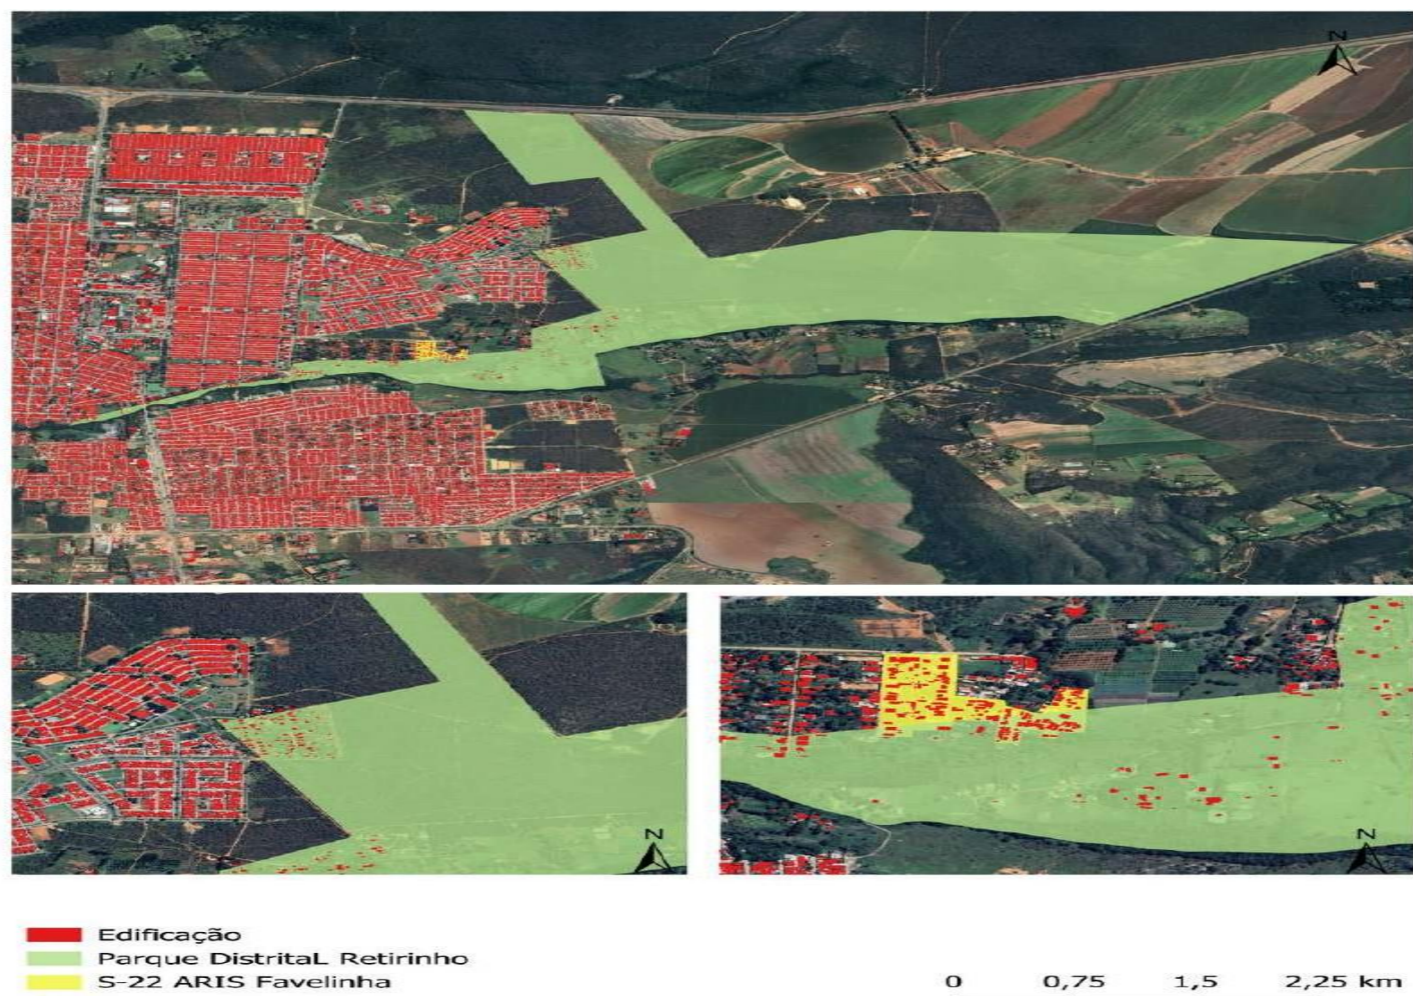 N
N
N
Edificação
Parque DistritaL Retirinho
S-22 ARIS Favelinha
0 0,75 1,5 2,25 km